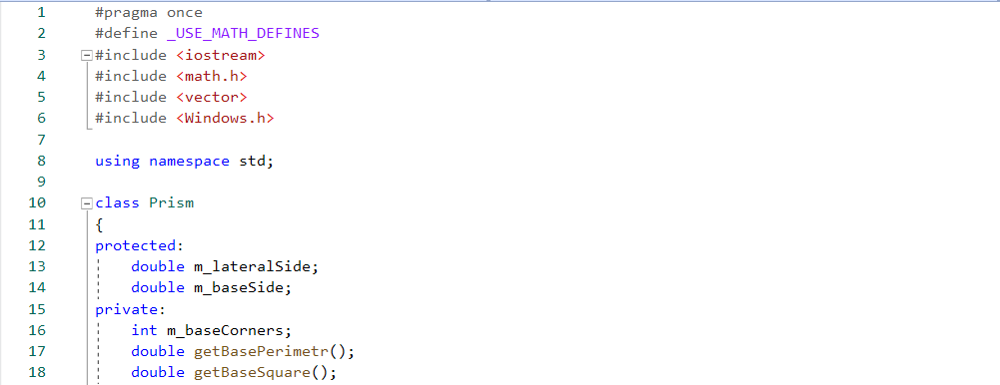 1 #pragma once
2 #define _USE_MATH_DEFINES
3 #include <iostream>
4 #include <math.h>
5 #include <vector>
6 #include <Windows.h>
7
8 using namespace std;
9
10 class Prism
11 {
12 protected:
13 double m_lateralSide;
14 double m_baseSide;
15 private:
16 int m_baseCorners;
17 double getBasePerimetr();
18 double getBaseSquare();